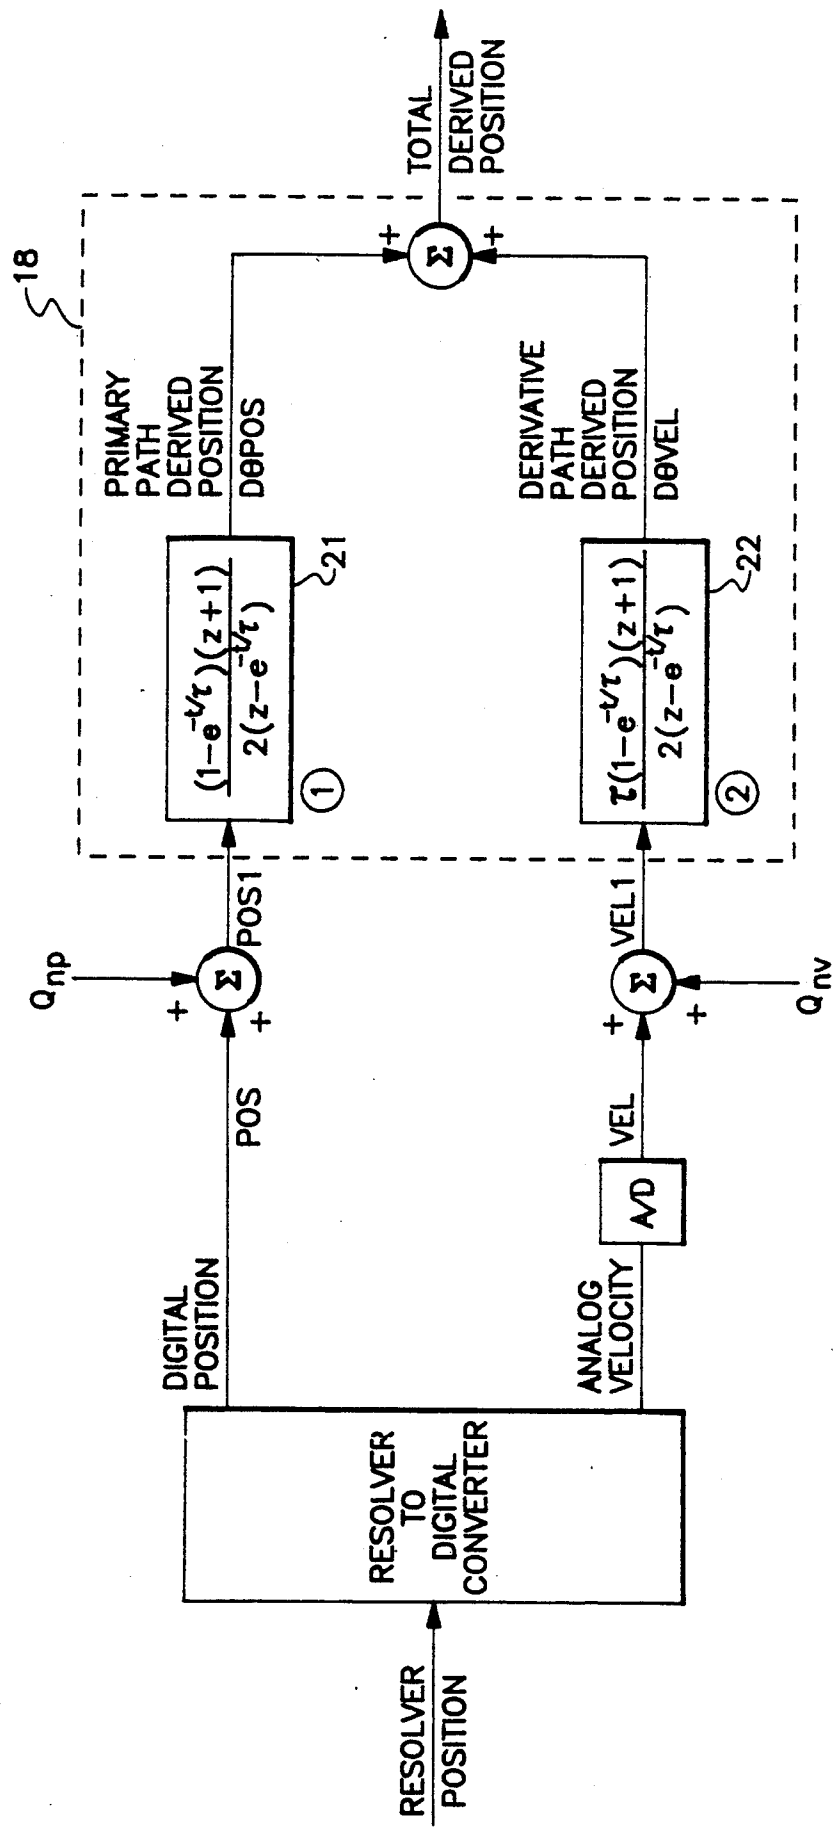 RESOLVER
POSITION
RESOLVER
TO
DIGITAL
CONVERTER
DIGITAL
POSITION
POS
Qnp
+
+
Σ
POS1
①
(1−e^−t/τ)(z+1)
2(z−e^−t/τ)
21
PRIMARY
PATH
DERIVED
POSITION
DθPOS
18
ANALOG
VELOCITY
A/D
VEL
+
+
Σ
Qnv
VEL1
②
τ(1−e^−t/τ)(z+1)
2(z−e^−t/τ)
22
DERIVATIVE
PATH
DERIVED
POSITION
DθVEL
+
+
Σ
TOTAL
DERIVED
POSITION